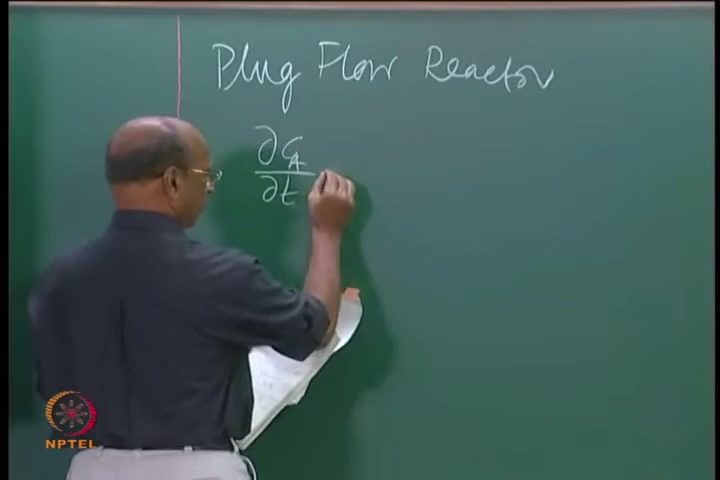 Plug Flow Reactor
∂C_A
∂t
NPTEL